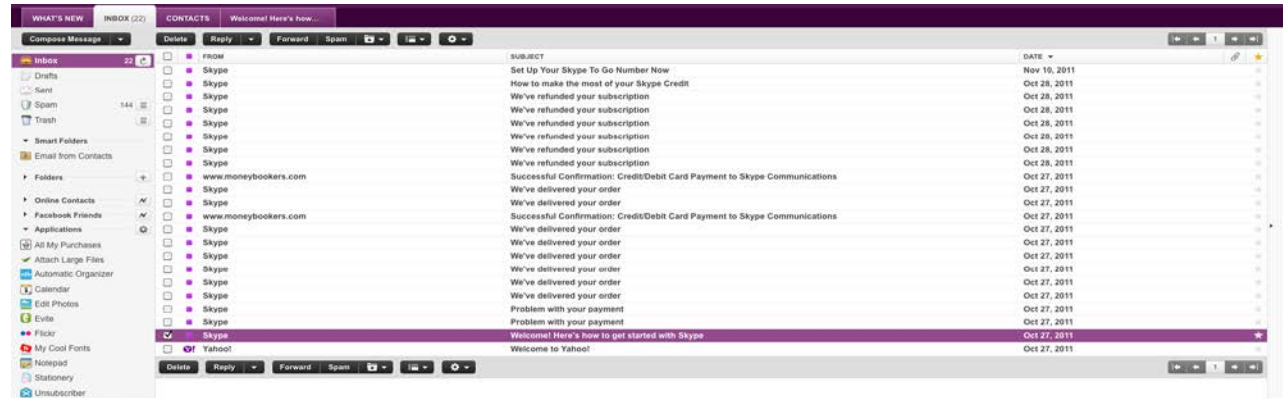 WHAT'S NEW INBOX (22) CONTACTS Welcome! Here's how...
Compose Message Delete Reply Forward Spam 1
Inbox 22 FROM SUBJECT DATE
Skype Set Up Your Skype To Go Number Now Nov 10, 2011
Drafts
Skype How to make the most of your Skype Credit Oct 28, 2011
Sent
Skype We've refunded your subscription Oct 28, 2011
Spam 144 Skype We've refunded your subscription Oct 28, 2011
Trash Skype We've refunded your subscription Oct 28, 2011
Skype We've refunded your subscription Oct 28, 2011
Smart Folders
Skype We've refunded your subscription Oct 28, 2011
Email from Contacts
Skype We've refunded your subscription Oct 28, 2011
Folders www.moneybookers.com Successful Confirmation: Credit/Debit Card Payment to Skype Communications Oct 27, 2011
Skype We've delivered your order Oct 27, 2011
Online Contacts Skype We've delivered your order Oct 27, 2011
Facebook Friends www.moneybookers.com Successful Confirmation: Credit/Debit Card Payment to Skype Communications Oct 27, 2011
Applications Skype We've delivered your order Oct 27, 2011
All My Purchases Skype We've delivered your order Oct 27, 2011
Attach Large Files Skype We've delivered your order Oct 27, 2011
Automatic Organizer Skype We've delivered your order Oct 27, 2011
Calendar Skype We've delivered your order Oct 27, 2011
Skype We've delivered your order Oct 27, 2011
Edit Photos
Skype Problem with your payment Oct 27, 2011
Evite Skype Problem with your payment Oct 27, 2011
Flickr Skype Welcome! Here's how to get started with Skype Oct 27, 2011
My Cool Fonts Y! Yahoo! Welcome to Yahoo! Oct 27, 2011
Notepad Delete Reply Forward Spam 1
Stationery
Unsubscriber